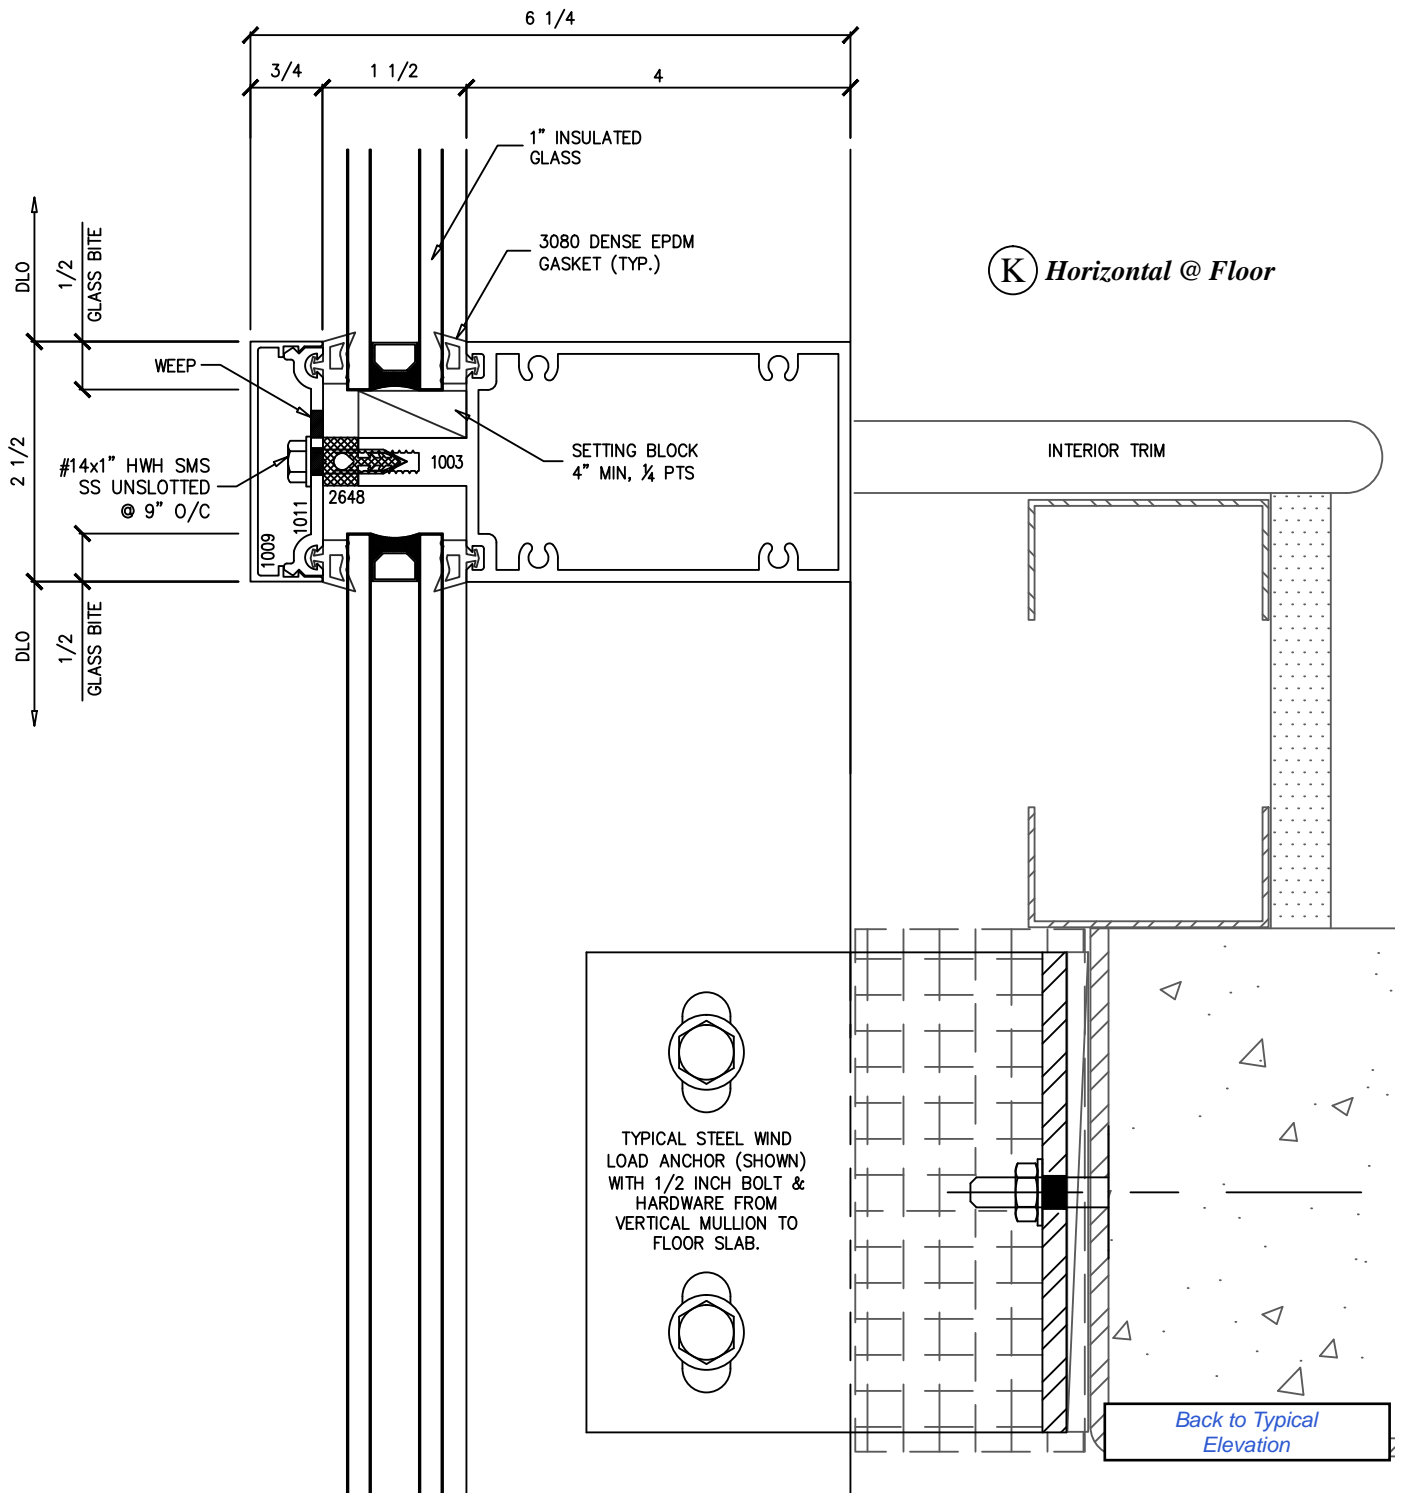 6 1/4
3/4
1 1/2
4
1” INSULATED
GLASS
3080 DENSE EPDM
GASKET (TYP.)
K Horizontal @ Floor
DLO
1/2
GLASS BITE
WEEP
2 1/2
#14x1” HWH SMS
SS UNSLOTTED
@ 9” O/C
1003
2648
1011
1009
SETTING BLOCK
4” MIN, ¼ PTS
INTERIOR TRIM
DLO
1/2
GLASS BITE
TYPICAL STEEL WIND
LOAD ANCHOR (SHOWN)
WITH 1/2 INCH BOLT &
HARDWARE FROM
VERTICAL MULLION TO
FLOOR SLAB.
Back to Typical
Elevation